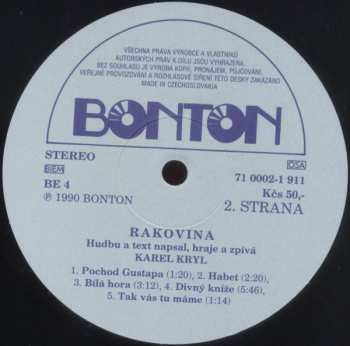 VŠECHNA PRÁVA VÝROBCE A VLASTNÍKŮ
AUTORSKÝCH PRÁV K DÍLU JSOU VYHRAZENA.
BEZ SOUHLASU JE VÝROBA KOPIÍ, PRONÁJEM, PŮJČOVÁNÍ,
VEŘEJNÉ PROVOZOVÁNÍ A ROZHLASOVÉ ŠÍŘENÍ TÉTO DESKY ZAKÁZÁNO
MADE IN CZECHOSLOVAKIA
BONTON
STEREO
BIEM
BE 4
℗ 1990 BONTON
OSA
71 0002-1 911
Kčs 50,-
2. STRANA
RAKOVINA
Hudbu a text napsal, hraje a zpívá
KAREL KRYL
1. Pochod Gustapa (1:20), 2. Habet (2:20),
3. Bílá hora (3:12), 4. Divný kníže (5:46),
5. Tak vás tu máme (1:14)